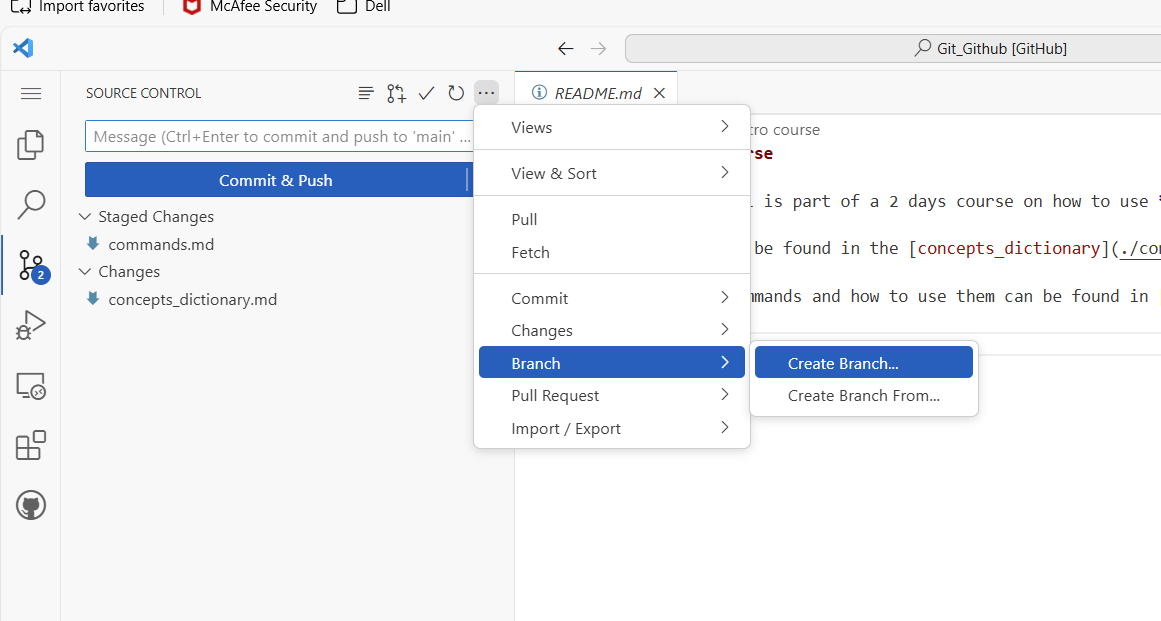 Import favorites
McAfee Security
Dell
Git_Github [GitHub]
SOURCE CONTROL
Message (Ctrl+Enter to commit and push to 'main' ...
Commit & Push
Staged Changes
commands.md
Changes
concepts_dictionary.md
2
Views
View & Sort
Pull
Fetch
Commit
Changes
Branch
Pull Request
Import / Export
Create Branch...
Create Branch From...
README.md
tro course
rse
is part of a 2 days course on how to use
be found in the [concepts_dictionary](./con
mmands and how to use them can be found in